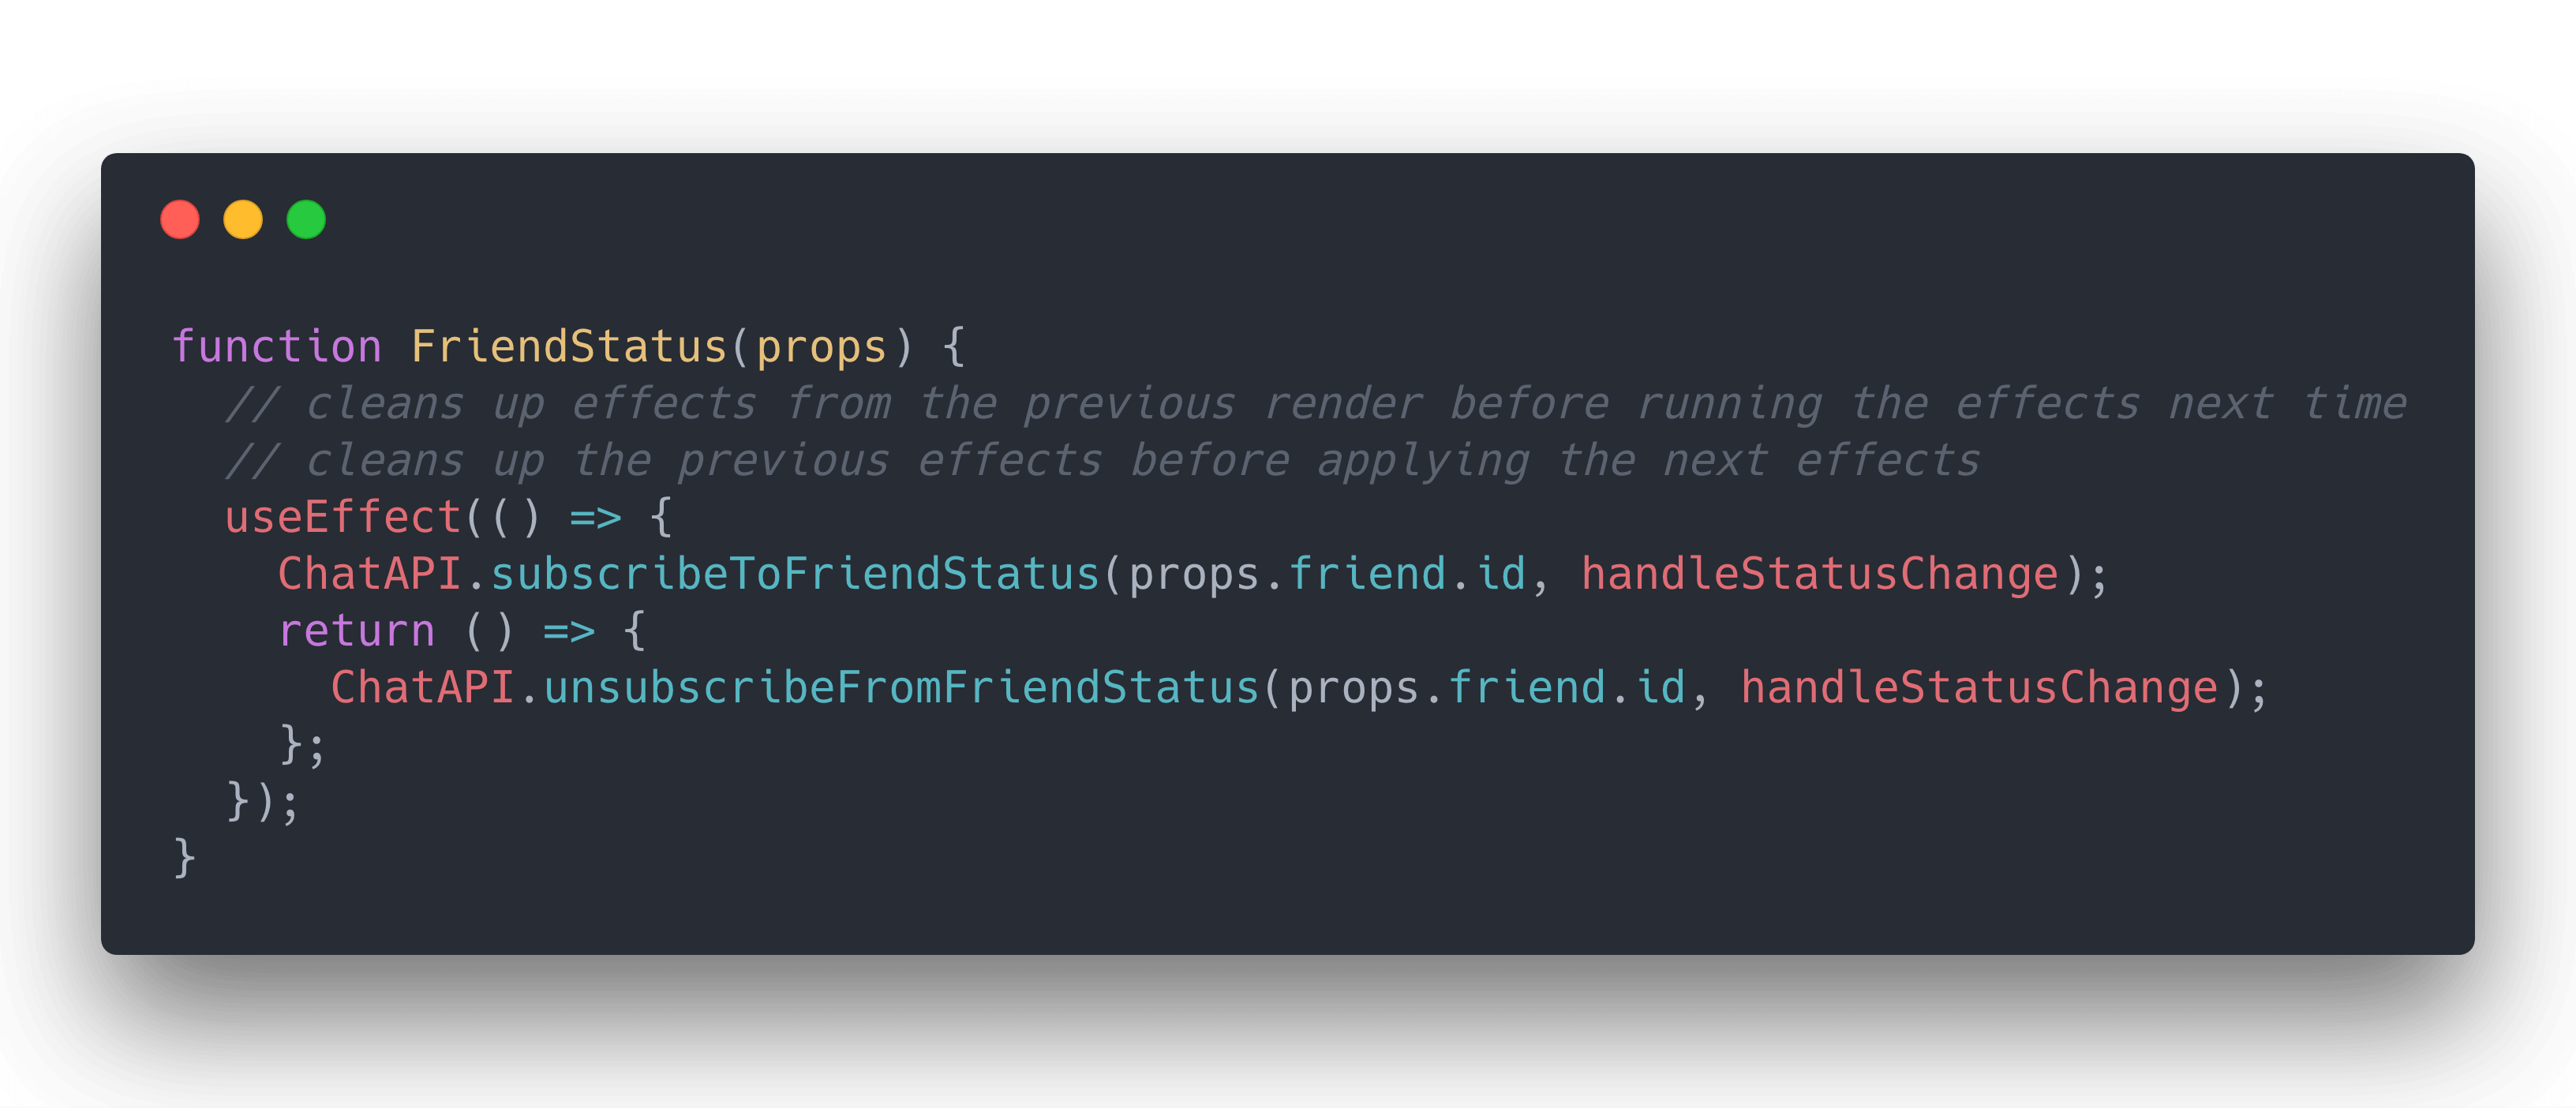 function FriendStatus(props) {
  // cleans up effects from the previous render before running the effects next time
  // cleans up the previous effects before applying the next effects
  useEffect(() => {
    ChatAPI.subscribeToFriendStatus(props.friend.id, handleStatusChange);
    return () => {
      ChatAPI.unsubscribeFromFriendStatus(props.friend.id, handleStatusChange);
    };
  });
}